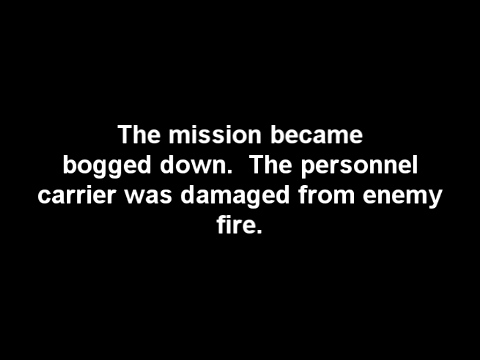 The mission became
bogged down.  The personnel
carrier was damaged from enemy
fire.